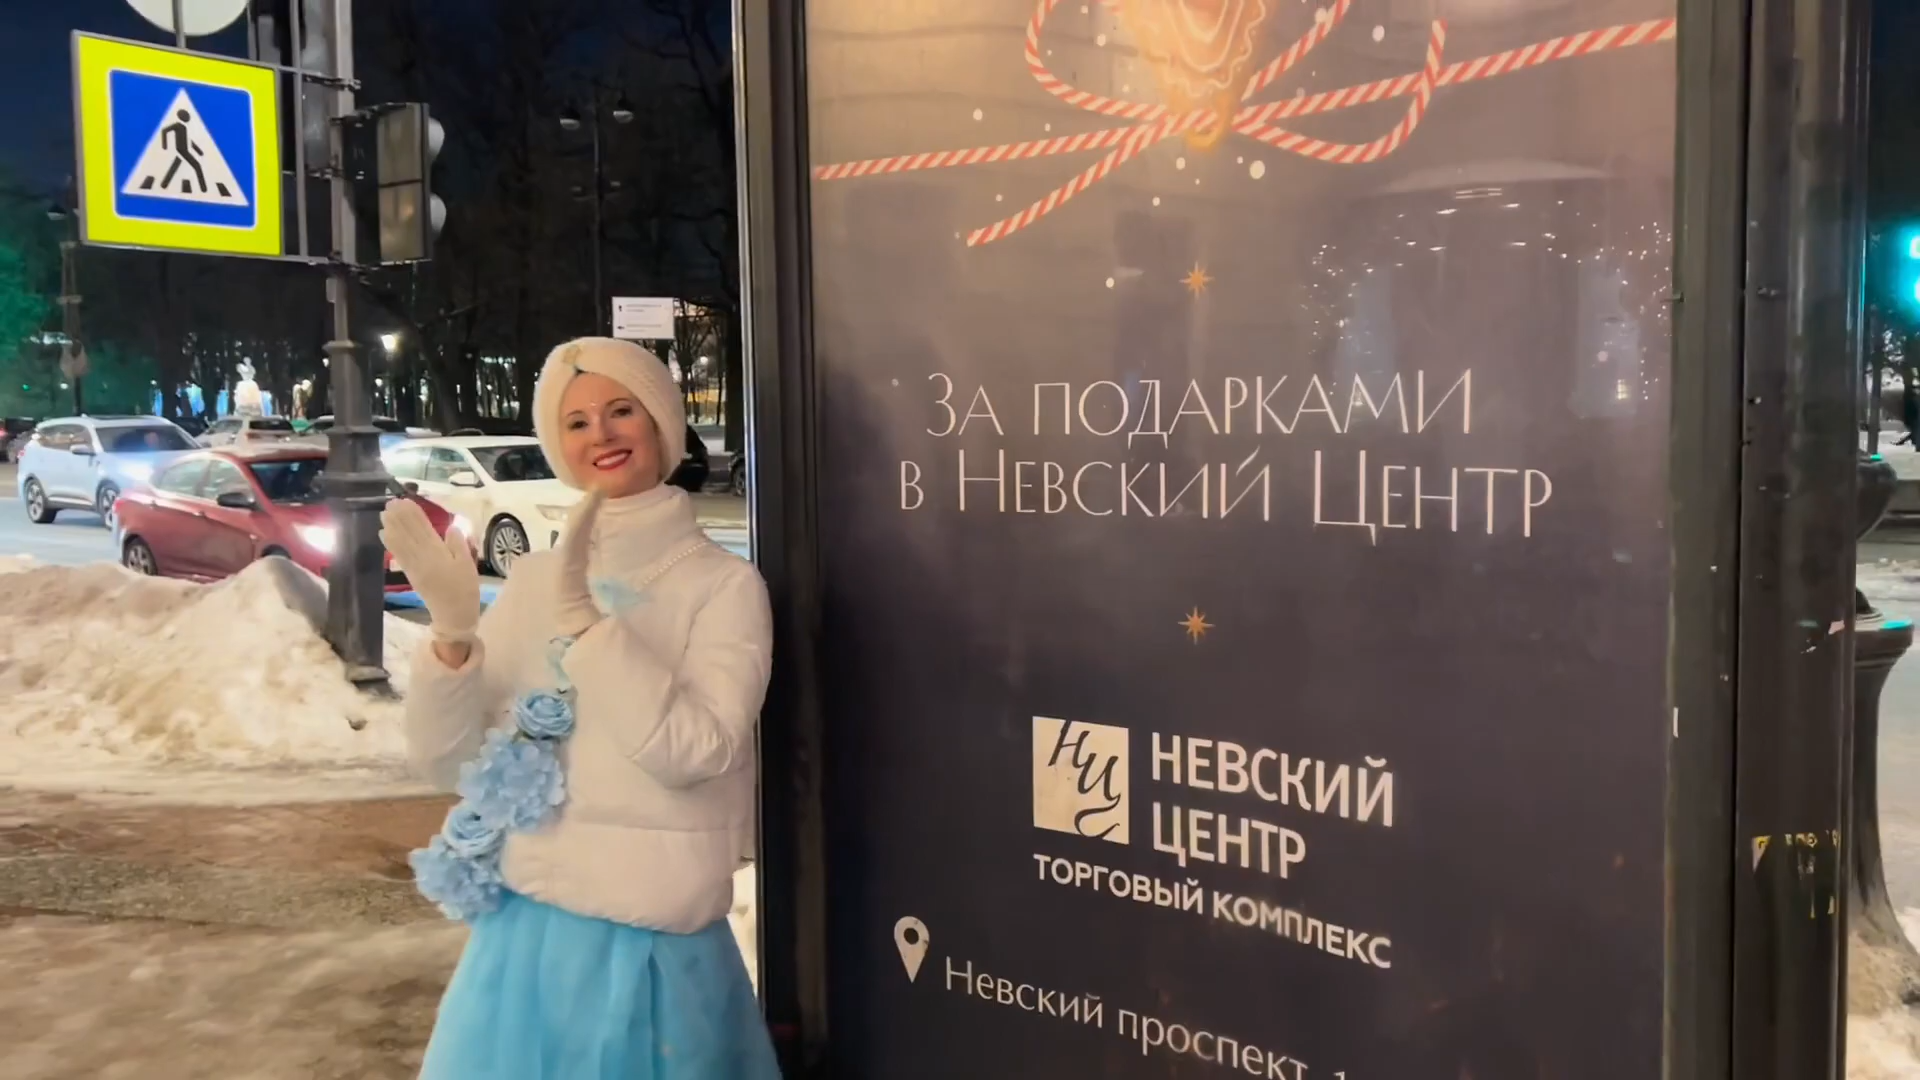 За подарками
в Невский Центр
НЦ
НЕВСКИЙ
ЦЕНТР
ТОРГОВЫЙ КОМПЛЕКС
Невский проспект